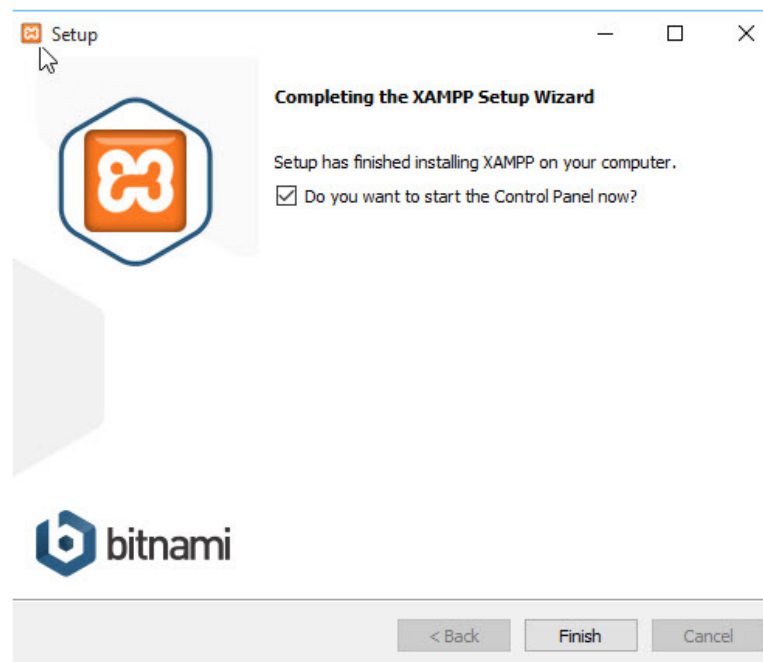 Setup
Completing the XAMPP Setup Wizard
Setup has finished installing XAMPP on your computer.
Do you want to start the Control Panel now?
bitnami
< Back
Finish
Cancel